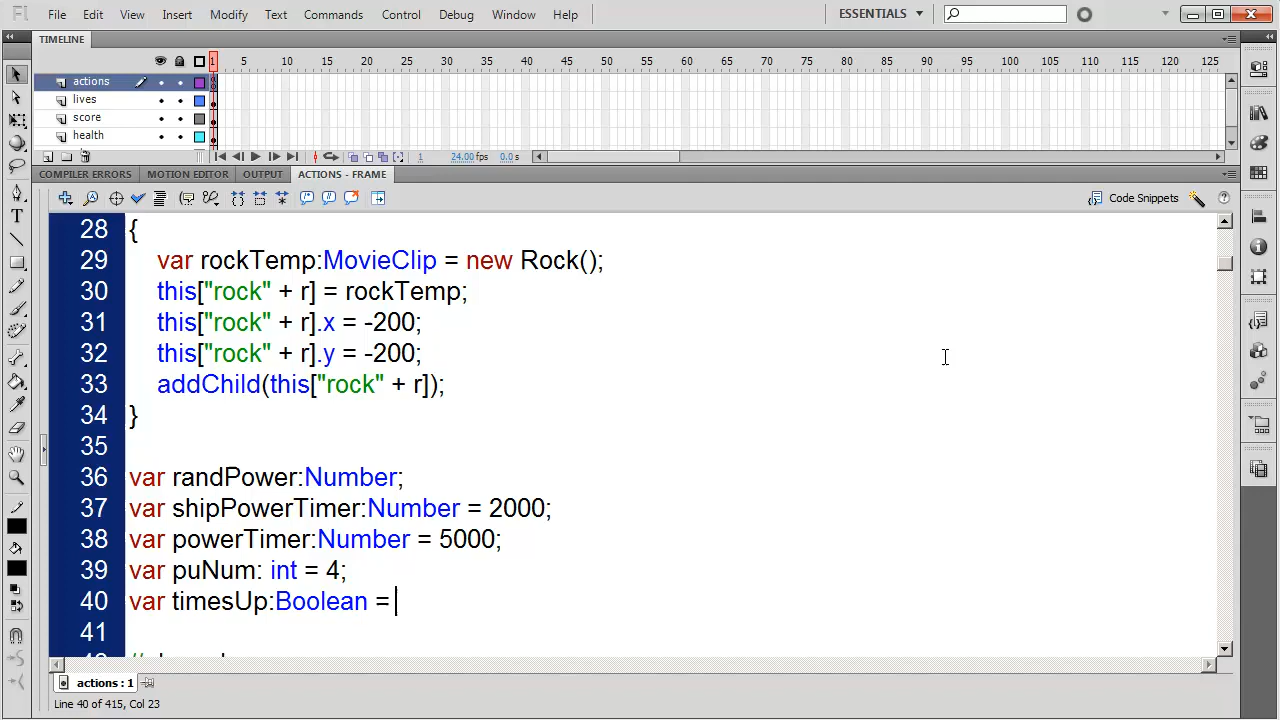 Fl File Edit View Insert Modify Text Commands Control Debug Window Help ESSENTIALS
TIMELINE
1 5 10 15 20 25 30 35 40 45 50 55 60 65 70 75 80 85 90 95 100 105 110 115 120 125
actions
lives
score
health
1 24.00 fps 0.0 s
COMPILER ERRORS MOTION EDITOR OUTPUT ACTIONS - FRAME
Code Snippets
28 {
29 var rockTemp:MovieClip = new Rock();
30 this["rock" + r] = rockTemp;
31 this["rock" + r].x = -200;
32 this["rock" + r].y = -200;
33 addChild(this["rock" + r]);
34 }
35
36 var randPower:Number;
37 var shipPowerTimer:Number = 2000;
38 var powerTimer:Number = 5000;
39 var puNum: int = 4;
40 var timesUp:Boolean =
41
actions : 1
Line 40 of 415, Col 23